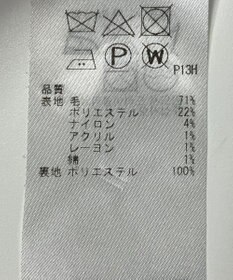 P W P13H
品質
表地 毛 71%
ポリエステル 22%
ナイロン 4%
アクリル 1%
レーヨン 1%
綿 1%
裏地 ポリエステル 100%